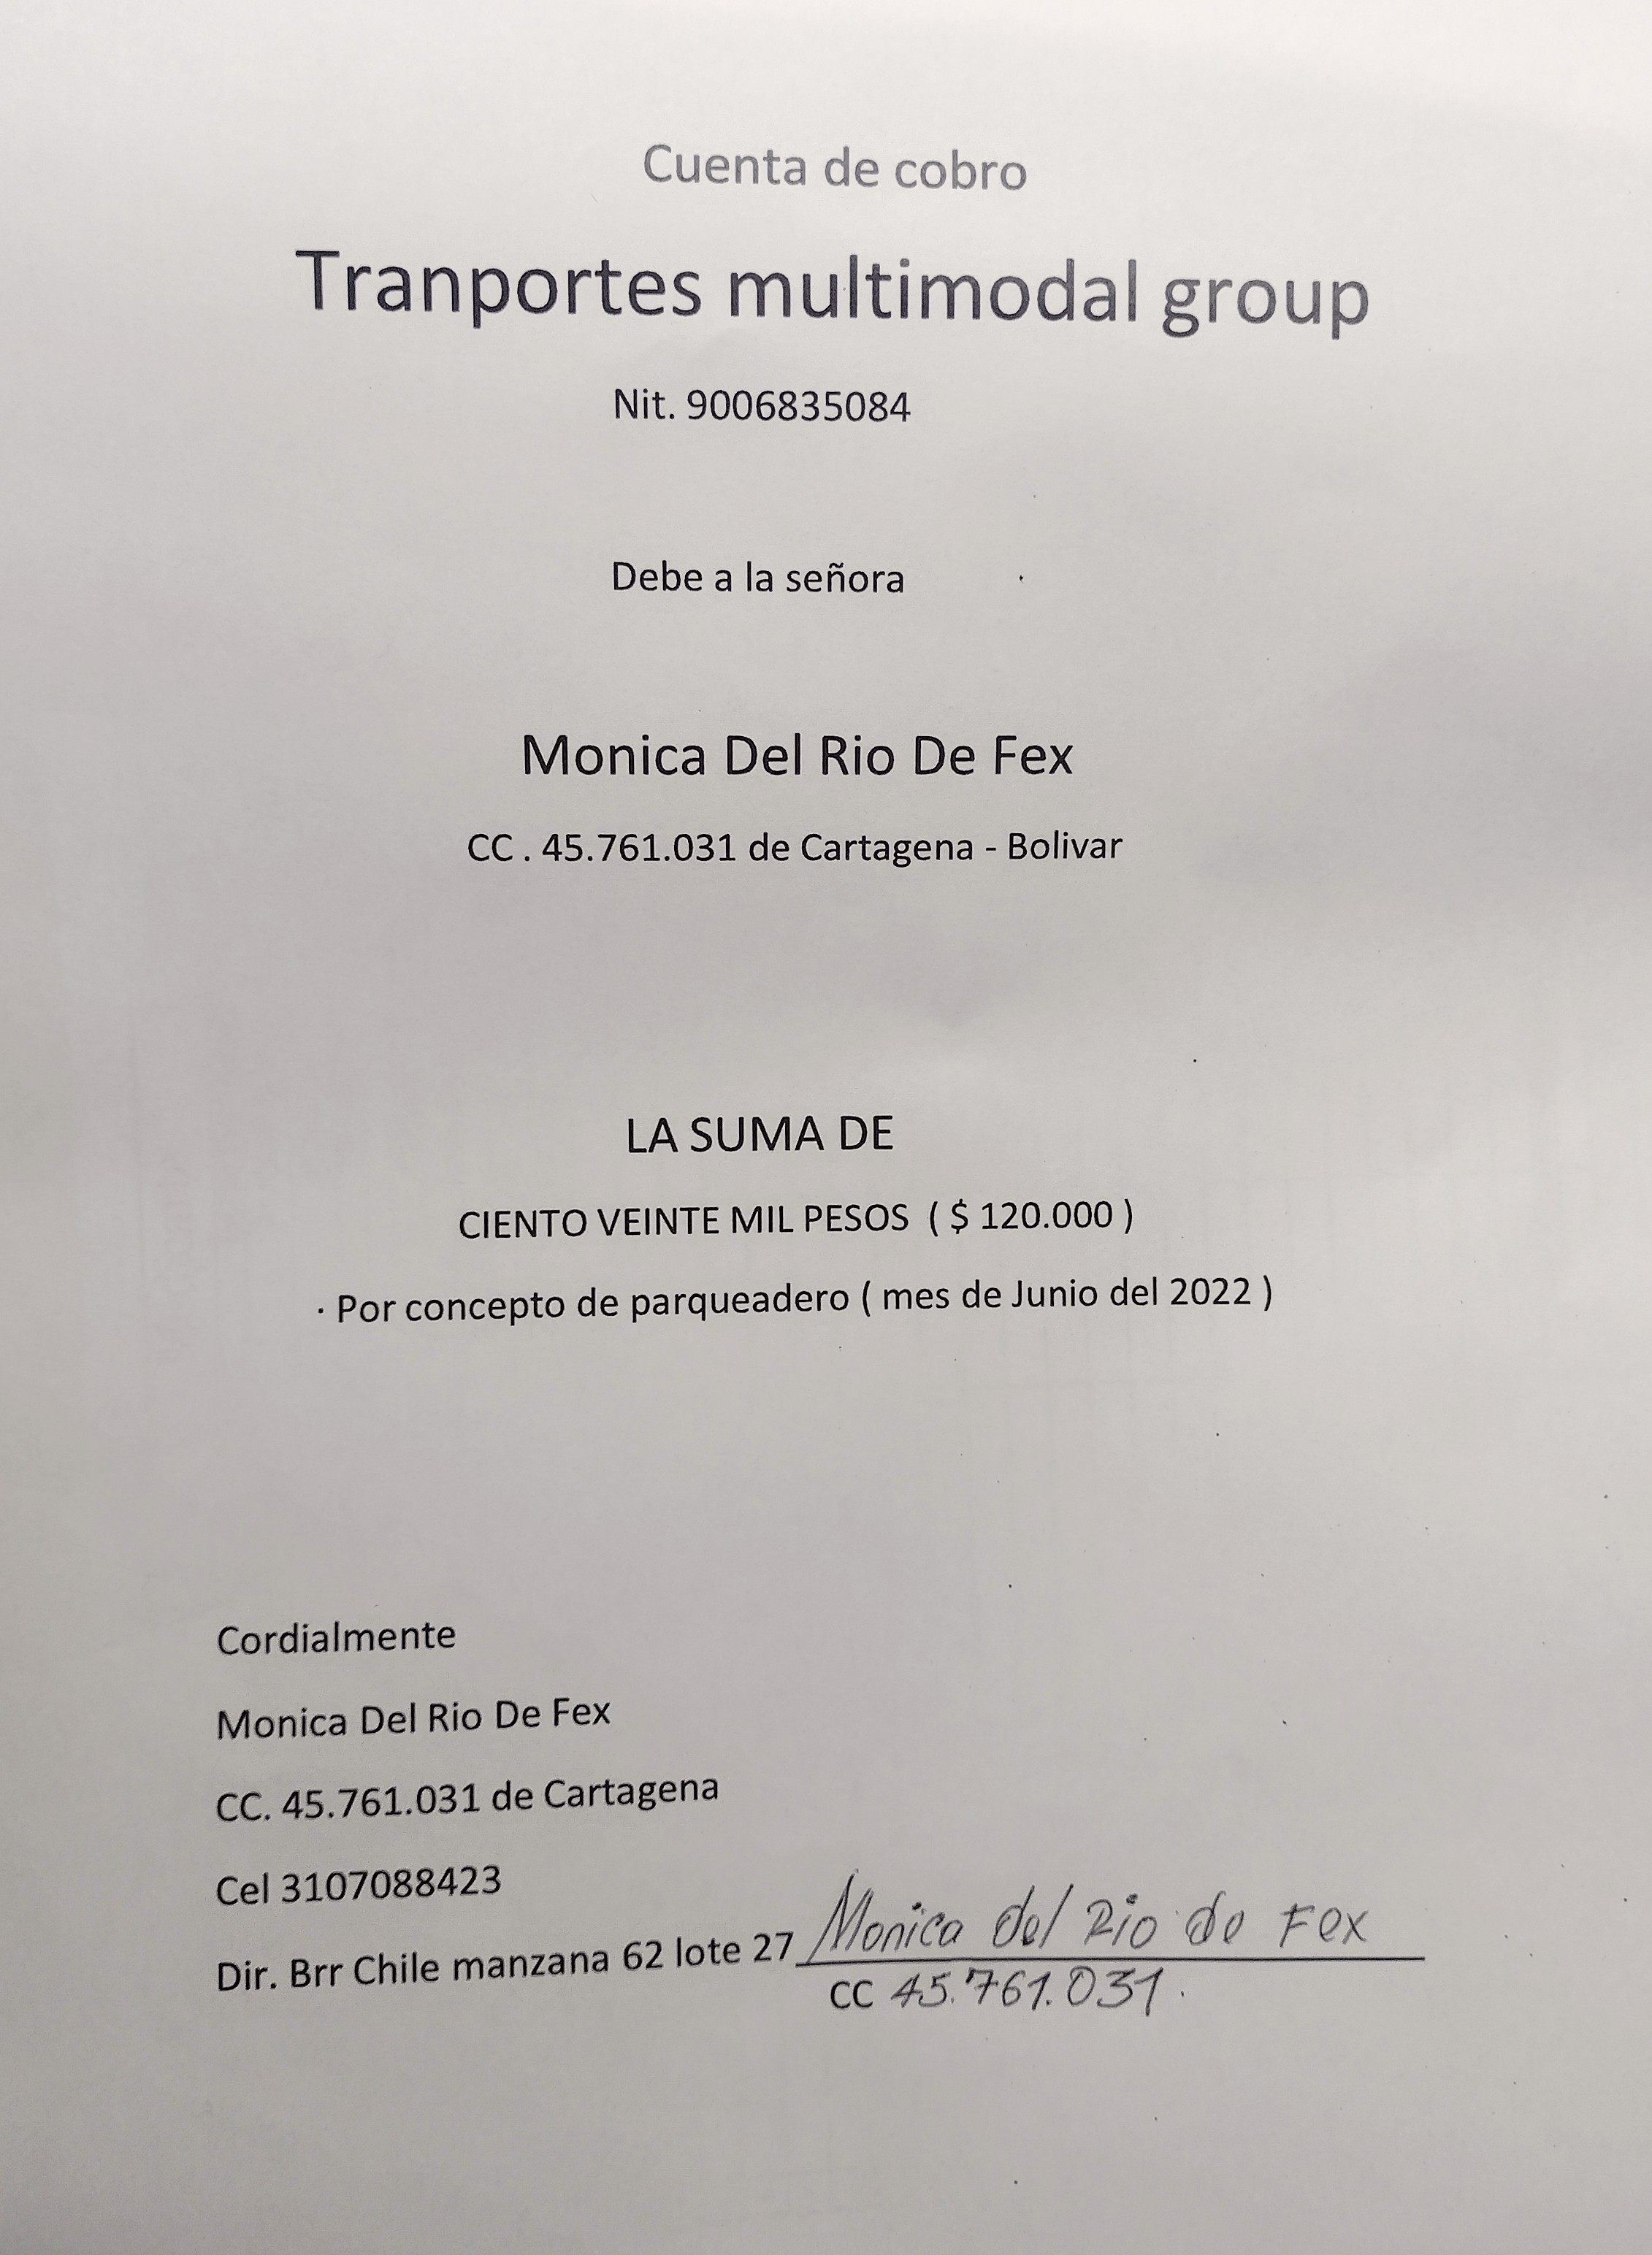 Cuenta de cobro
Tranportes multimodal group
Nit. 9006835084
Debe a la señora
Monica Del Rio De Fex
CC . 45.761.031 de Cartagena - Bolivar
LA SUMA DE
CIENTO VEINTE MIL PESOS ( $ 120.000 )
· Por concepto de parqueadero ( mes de Junio del 2022 )
Cordialmente
Monica Del Rio De Fex
CC. 45.761.031 de Cartagena
Cel 3107088423
Dir. Brr Chile manzana 62 lote 27 Monica del Rio de Fex
CC 45.761.031.